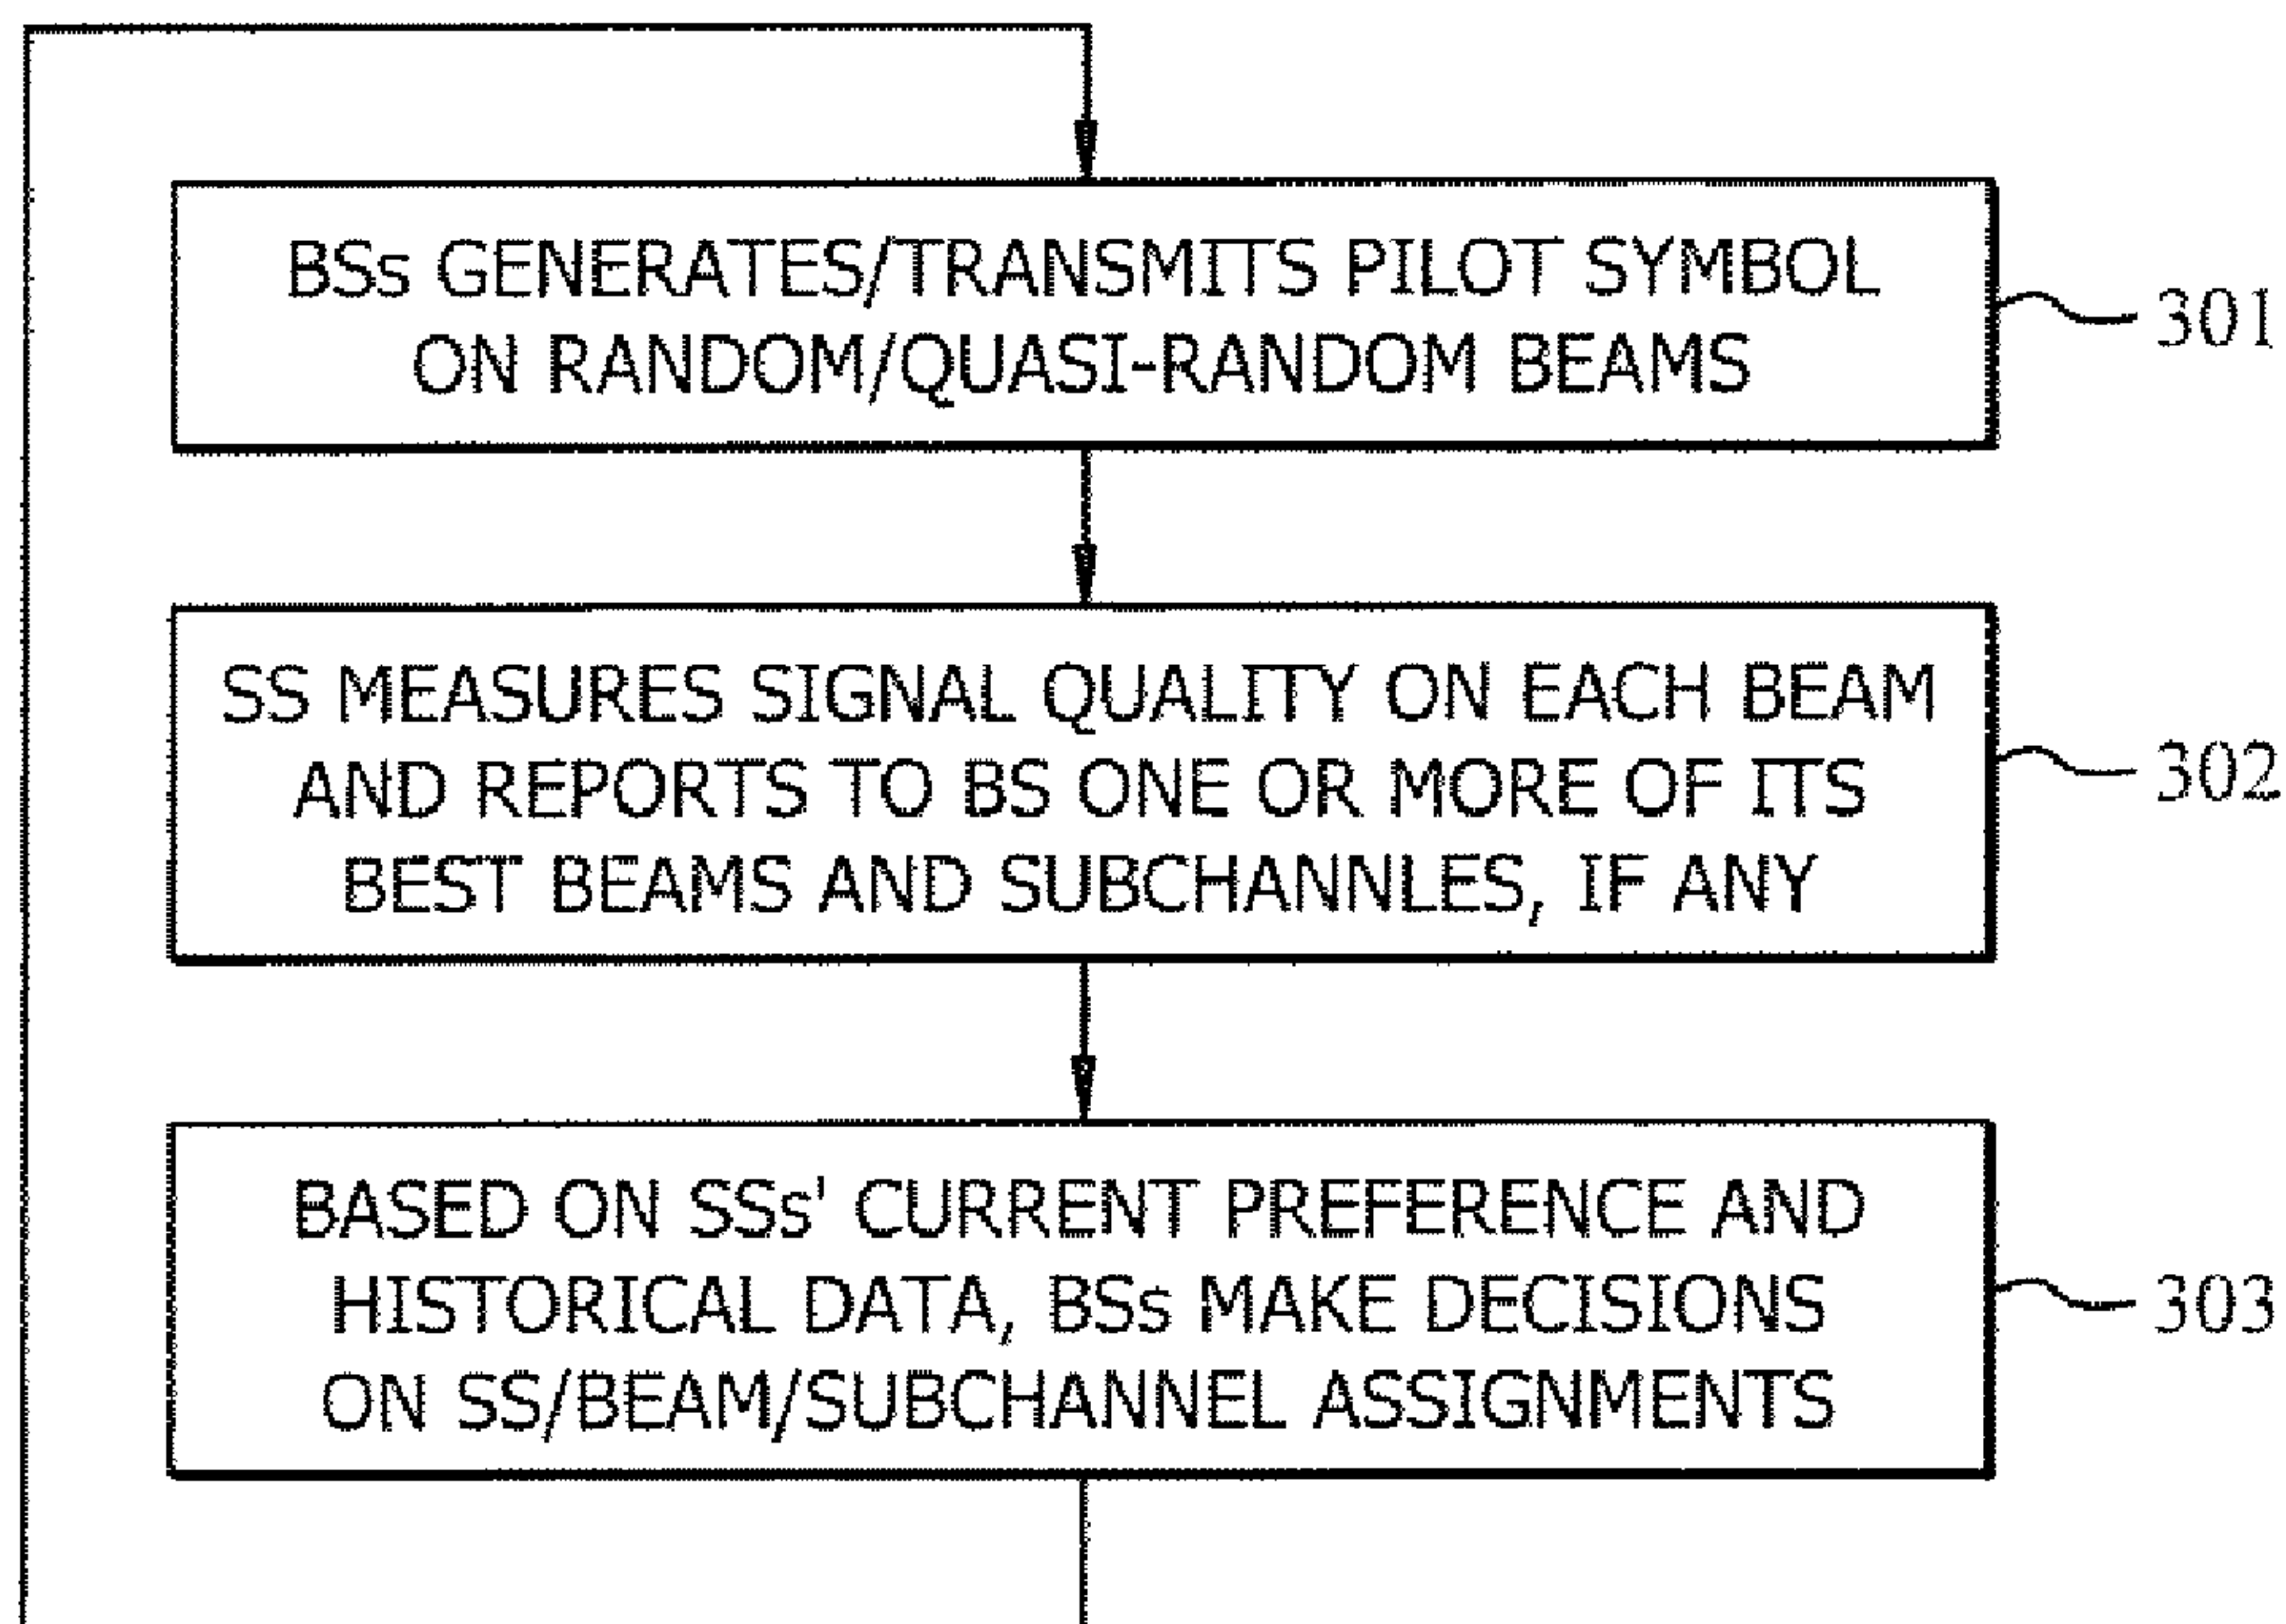 BSs GENERATES/TRANSMITS PILOT SYMBOL
ON RANDOM/QUASI-RANDOM BEAMS
301
SS MEASURES SIGNAL QUALITY ON EACH BEAM
AND REPORTS TO BS ONE OR MORE OF ITS
BEST BEAMS AND SUBCHANNLES, IF ANY
302
BASED ON SSs' CURRENT PREFERENCE AND
HISTORICAL DATA, BSs MAKE DECISIONS
ON SS/BEAM/SUBCHANNEL ASSIGNMENTS
303